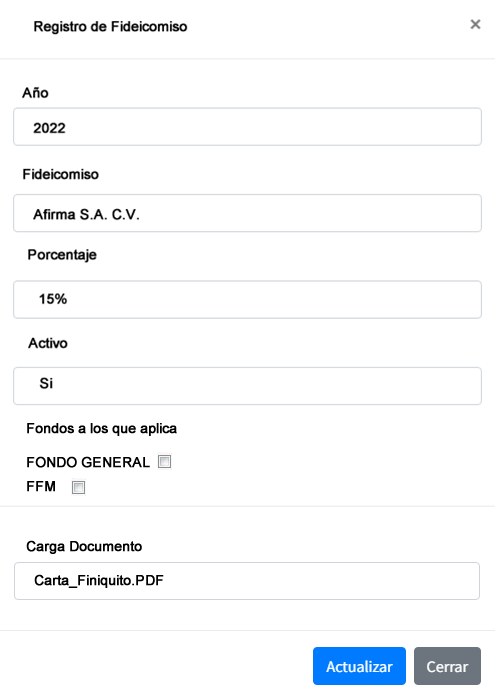 Registro de Fideicomiso ×
Año
2022
Fideicomiso
Afirma S.A. C.V.
Porcentaje
15%
Activo
Si
Fondos a los que aplica
FONDO GENERAL
FFM
Carga Documento
Carta_Finiquito.PDF
Actualizar Cerrar